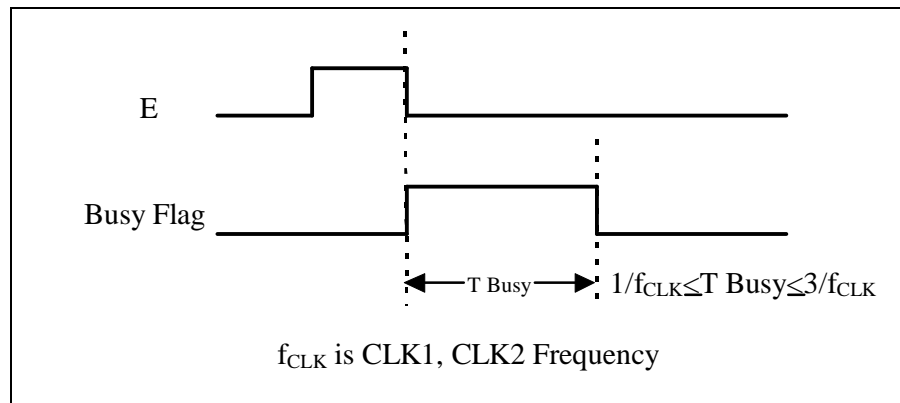 E
Busy Flag
T Busy
1/fCLK≤T Busy≤3/fCLK
fCLK is CLK1, CLK2 Frequency